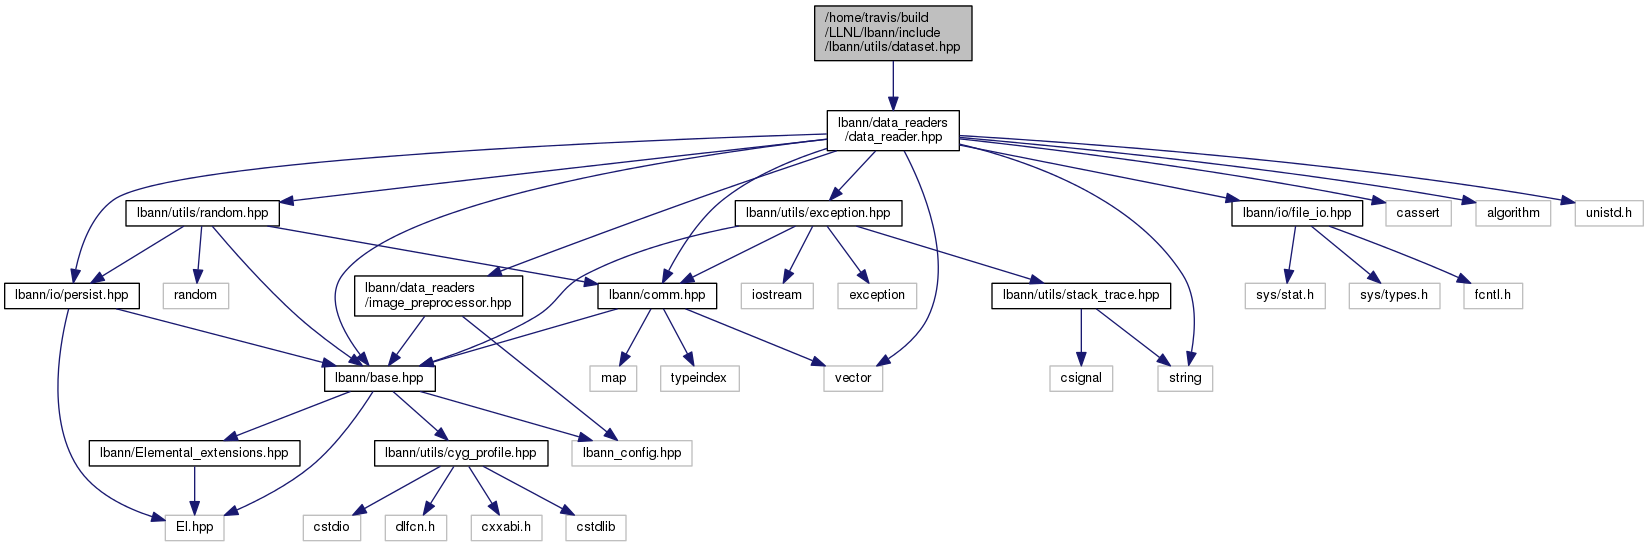 /home/travis/build
/LLNL/lbann/include
/lbann/utils/dataset.hpp
lbann/data_readers
/data_reader.hpp
lbann/utils/random.hpp
lbann/utils/exception.hpp
lbann/io/file_io.hpp
cassert
algorithm
unistd.h
lbann/io/persist.hpp
random
lbann/data_readers
/image_preprocessor.hpp
lbann/comm.hpp
iostream
exception
lbann/utils/stack_trace.hpp
sys/stat.h
sys/types.h
fcntl.h
lbann/base.hpp
map
typeindex
vector
csignal
string
lbann/Elemental_extensions.hpp
lbann/utils/cyg_profile.hpp
lbann_config.hpp
El.hpp
cstdio
dlfcn.h
cxxabi.h
cstdlib